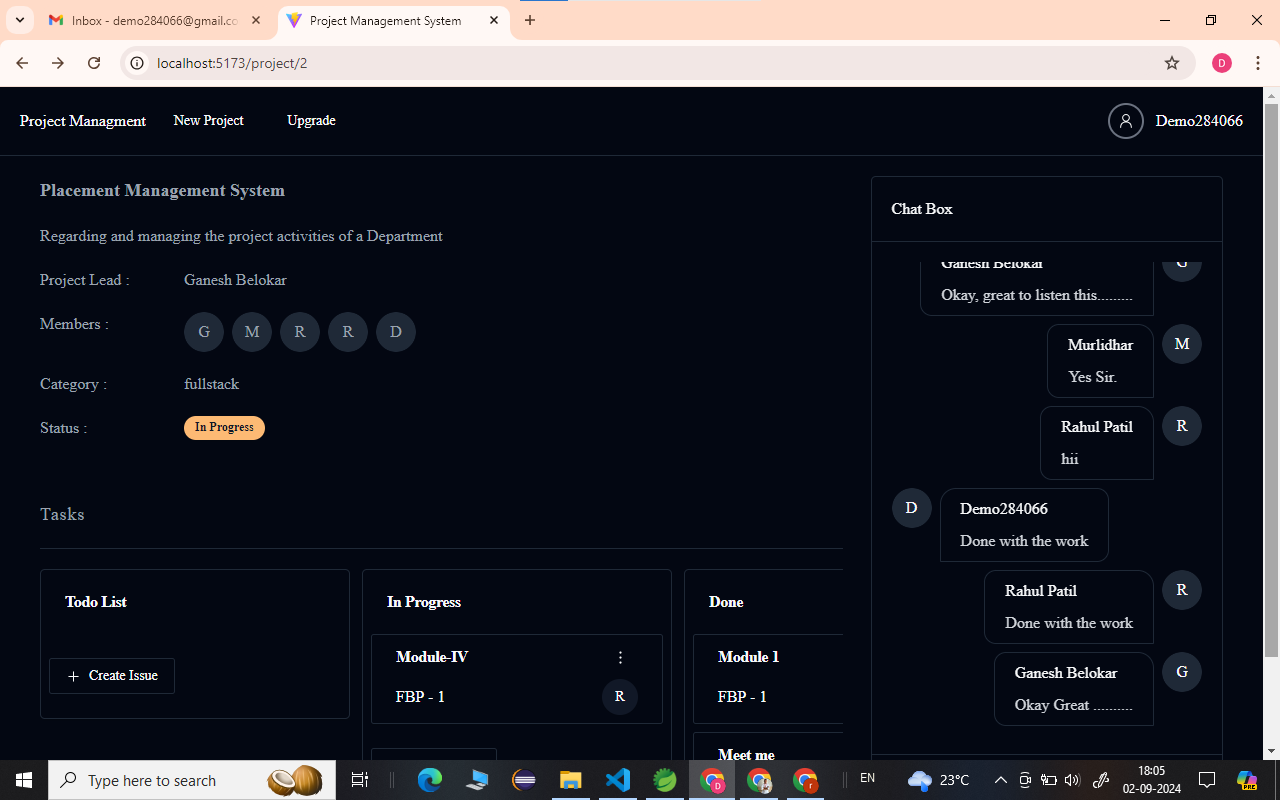 Inbox - demo284066@gmail.co
Project Management System
localhost:5173/project/2
D
Project Managment
New Project
Upgrade
Demo284066
Placement Management System
Regarding and managing the project activities of a Department
Project Lead :
Ganesh Belokar
Members :
G
M
R
R
D
Category :
fullstack
Status :
In Progress
Tasks
Todo List
Create Issue
In Progress
Module-IV
FBP - 1
R
Done
Module 1
FBP - 1
Meet me
Chat Box
Ganesh Belokar
G
Okay, great to listen this.........
Murlidhar
M
Yes Sir.
Rahul Patil
R
hii
D
Demo284066
Done with the work
Rahul Patil
R
Done with the work
Ganesh Belokar
G
Okay Great ..........
Type here to search
D
r
EN
23°C
18:05
02-09-2024
PRE